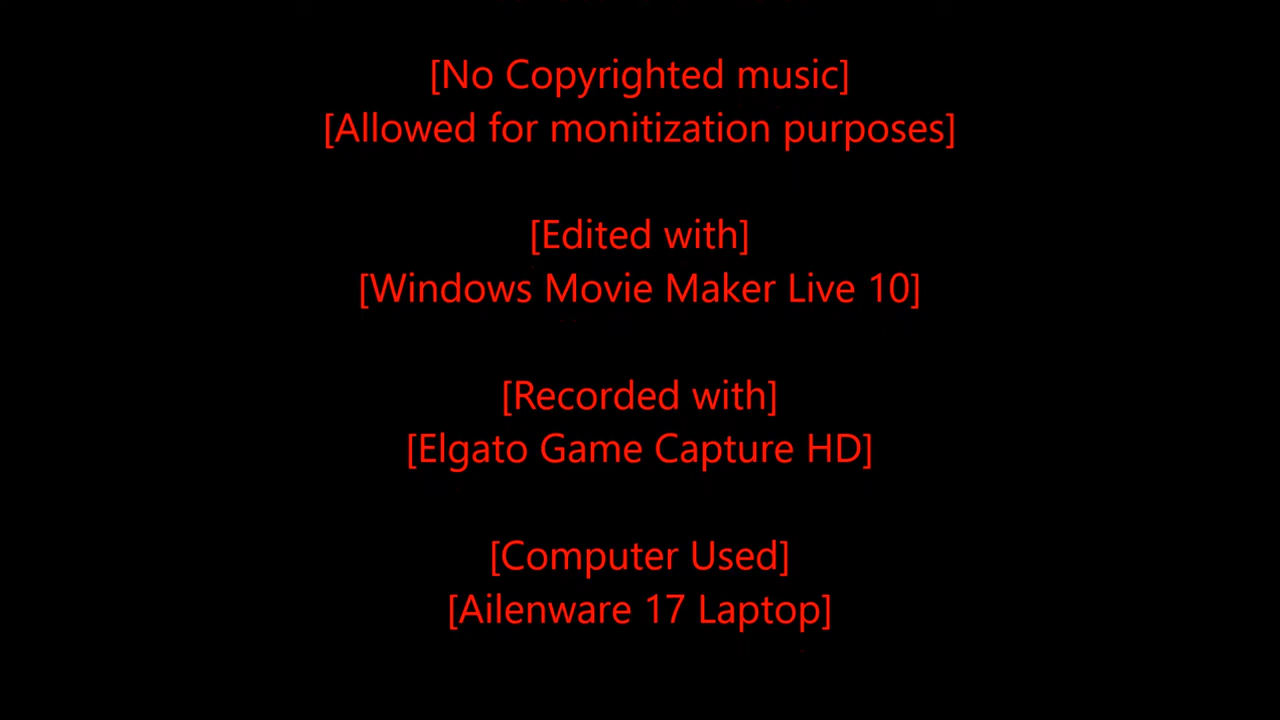 [No Copyrighted music]
[Allowed for monitization purposes]
[Edited with]
[Windows Movie Maker Live 10]
[Recorded with]
[Elgato Game Capture HD]
[Computer Used]
[Ailenware 17 Laptop]